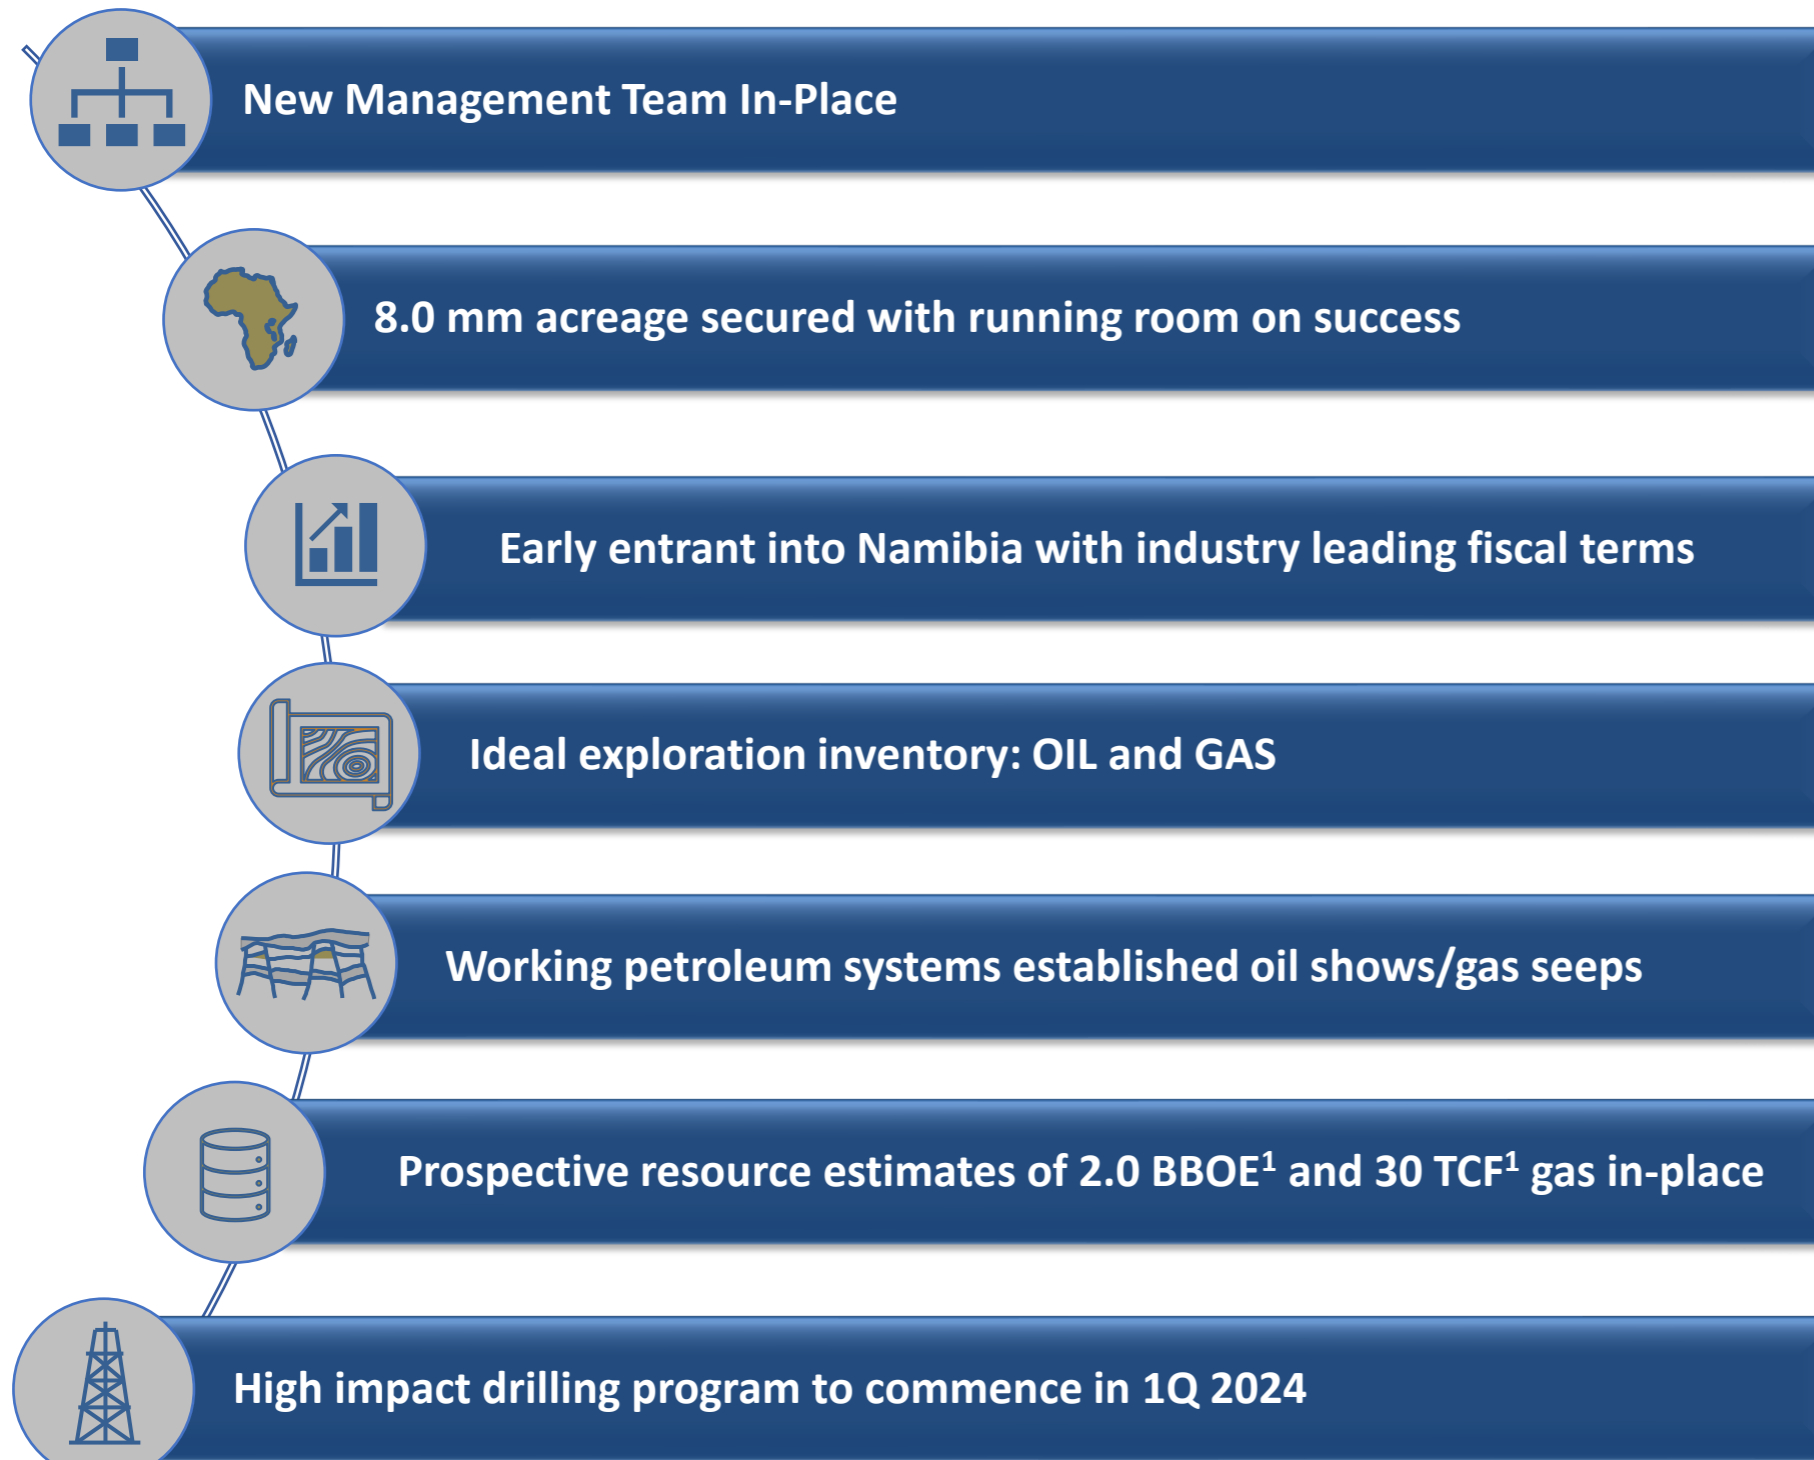 New Management Team In-Place
8.0 mm acreage secured with running room on success
Early entrant into Namibia with industry leading fiscal terms
Ideal exploration inventory: OIL and GAS
Working petroleum systems established oil shows/gas seeps
Prospective resource estimates of 2.0 BBOE¹ and 30 TCF¹ gas in-place
High impact drilling program to commence in 1Q 2024